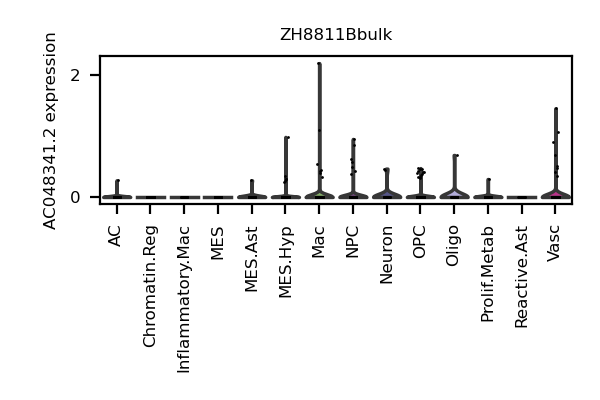 ZH8811Bbulk
AC048341.2 expression
2
0
AC
Chromatin.Reg
Inflammatory.Mac
MES
MES.Ast
MES.Hyp
Mac
NPC
Neuron
OPC
Oligo
Prolif.Metab
Reactive.Ast
Vasc